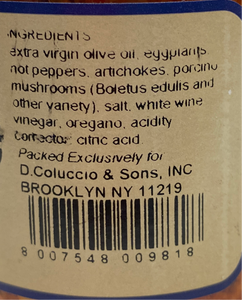 INGREDIENTS
extra virgin olive oil, eggplants,
hot peppers, artichokes, porcino
mushrooms (Boletus edulis and
other variety), salt, white wine
vinegar, oregano, acidity
corrector: citric acid.
Packed Exclusively for
D.Coluccio & Sons, INC
BROOKLYN NY 11219
8 007548 009818